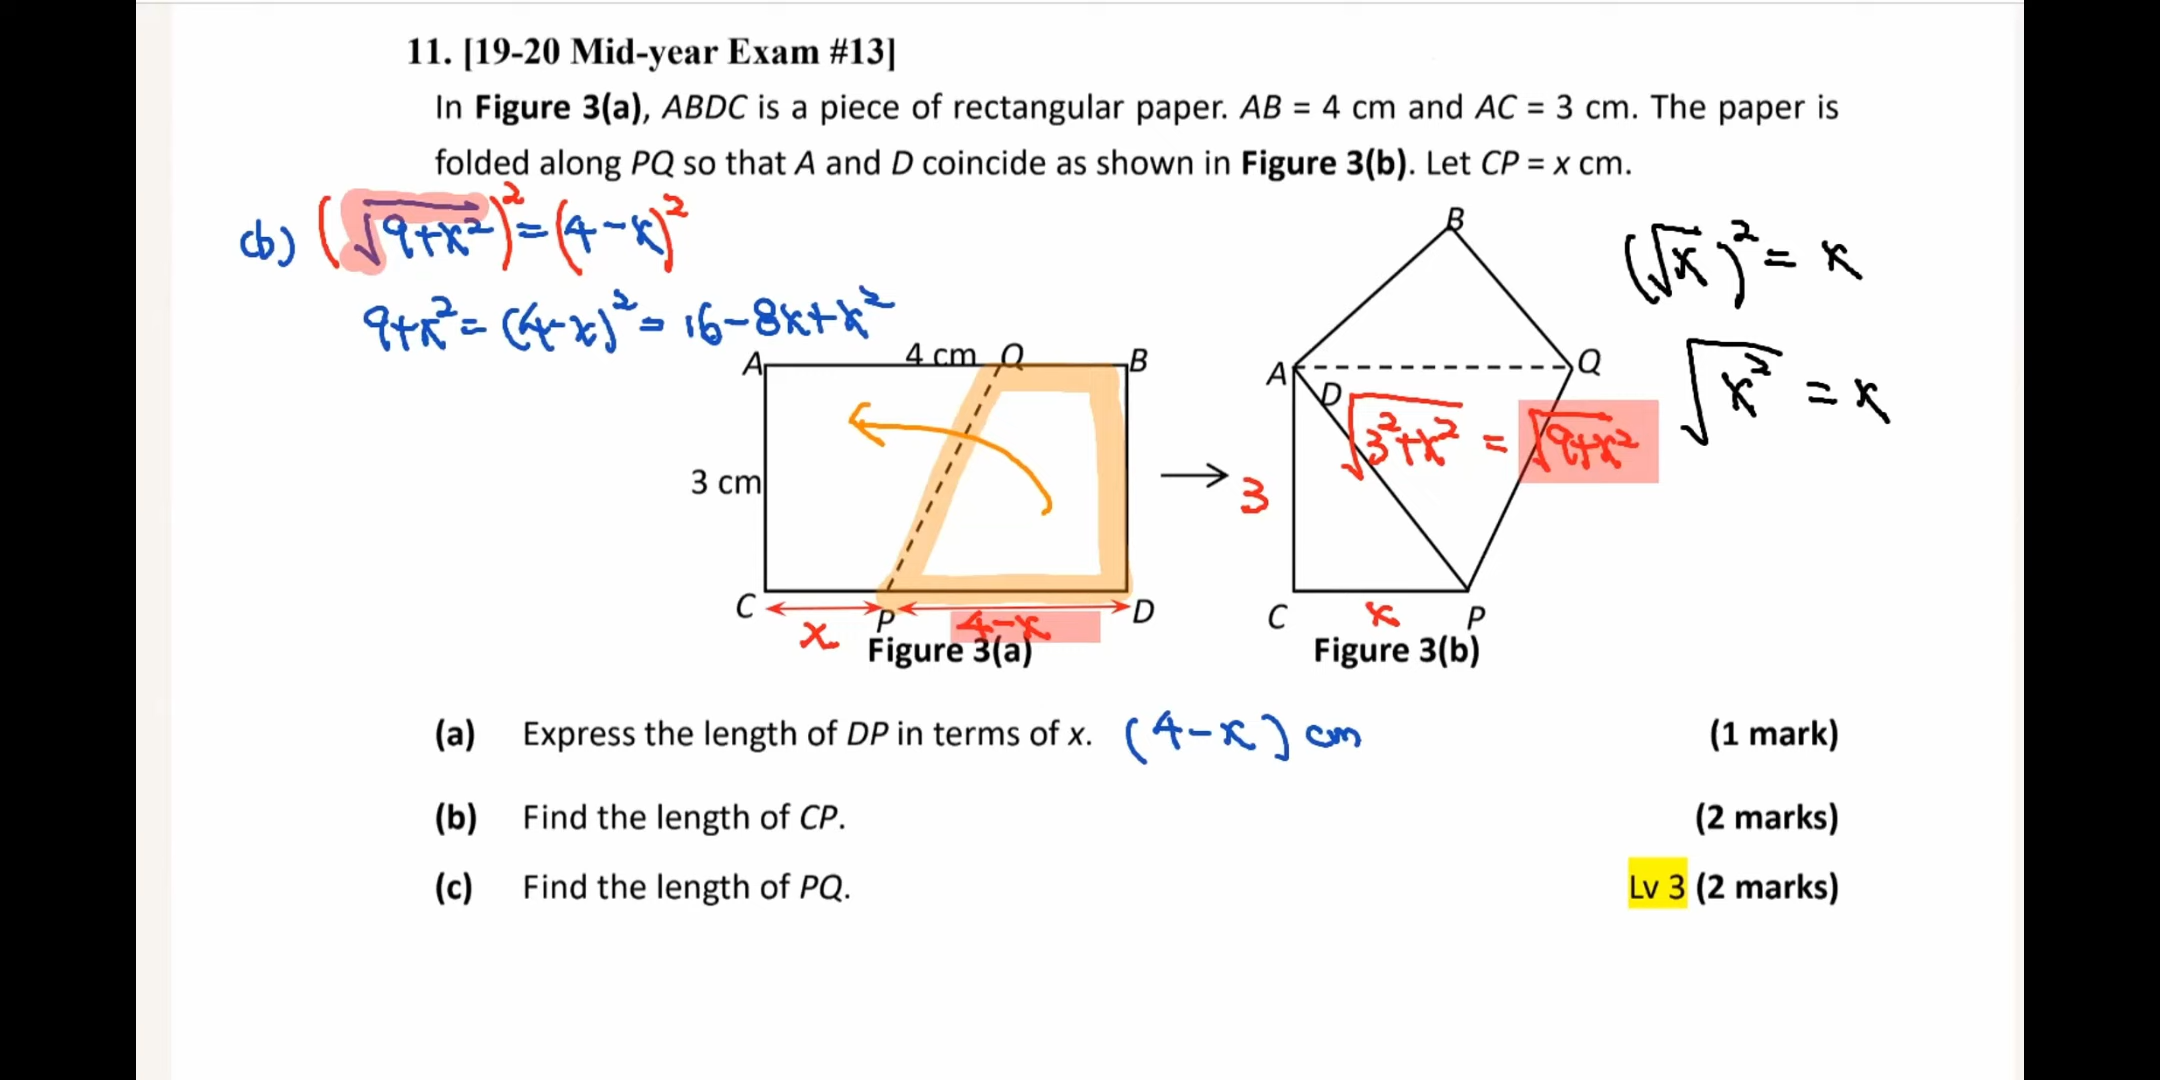 11. [19-20 Mid-year Exam #13]
In Figure 3(a), ABDC is a piece of rectangular paper. AB = 4 cm and AC = 3 cm. The paper is
folded along PQ so that A and D coincide as shown in Figure 3(b). Let CP = x cm.
(b) (√(9+x²))² = (4-x)²
9+x² = (4-x)² = 16-8x+x²
(√x)² = x
√x² = x
A 4 cm Q B
3 cm
C P D
x 4-x
Figure 3(a)
B
A Q
D
√3²+x² = √9+x²
3
C x P
Figure 3(b)
(a) Express the length of DP in terms of x. (4-x) cm (1 mark)
(b) Find the length of CP. (2 marks)
(c) Find the length of PQ. Lv 3 (2 marks)